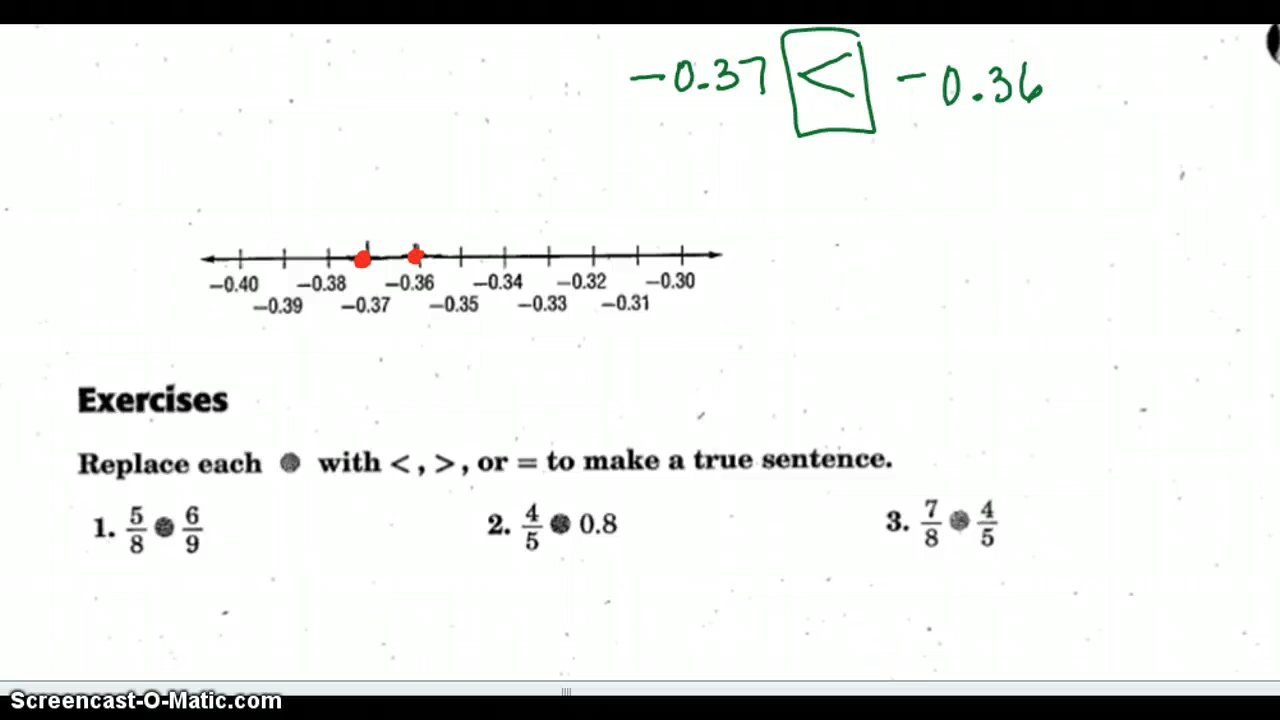 -0.37 < -0.36
−0.40 −0.38 −0.36 −0.34 −0.32 −0.30
−0.39 −0.37 −0.35 −0.33 −0.31
Exercises
Replace each ● with <, >, or = to make a true sentence.
1. 5/8 ● 6/9 2. 4/5 ● 0.8 3. 7/8 ● 4/5
Screencast-O-Matic.com